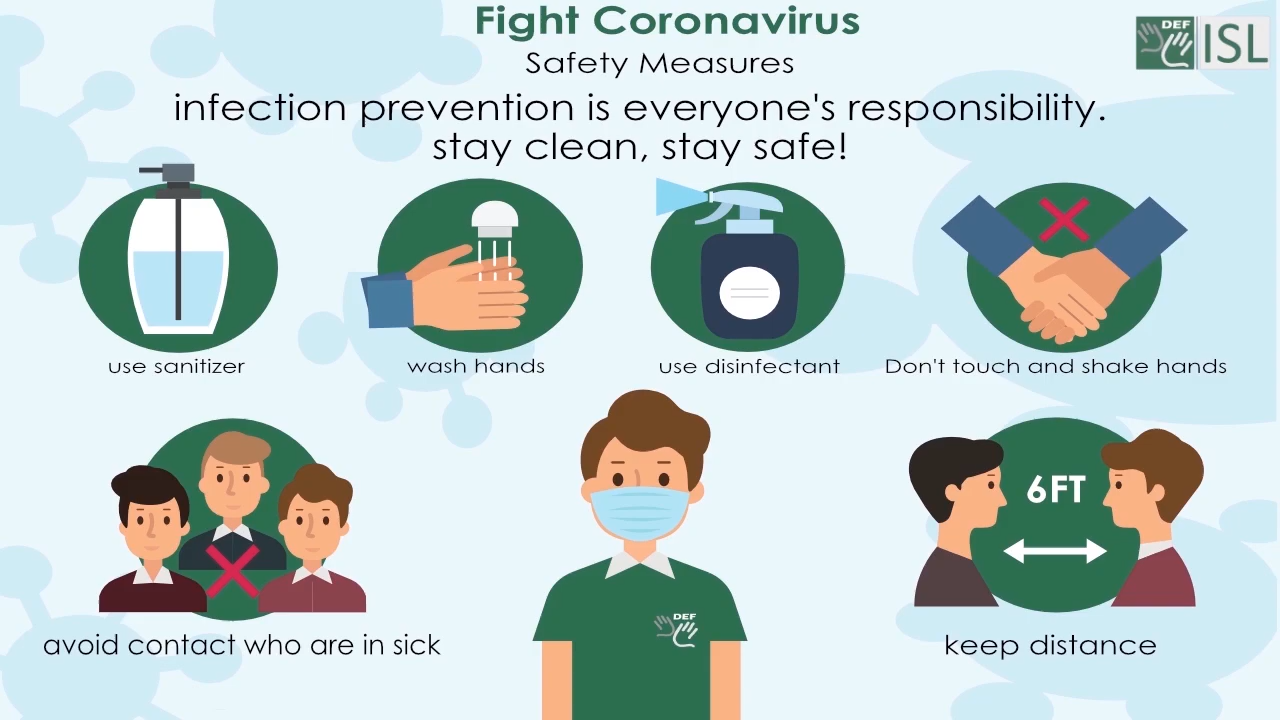 Fight Coronavirus
Safety Measures
infection prevention is everyone's responsibility.
stay clean, stay safe!
DEF
ISL
use sanitizer
wash hands
use disinfectant
Don't touch and shake hands
6FT
DEF
avoid contact who are in sick
keep distance